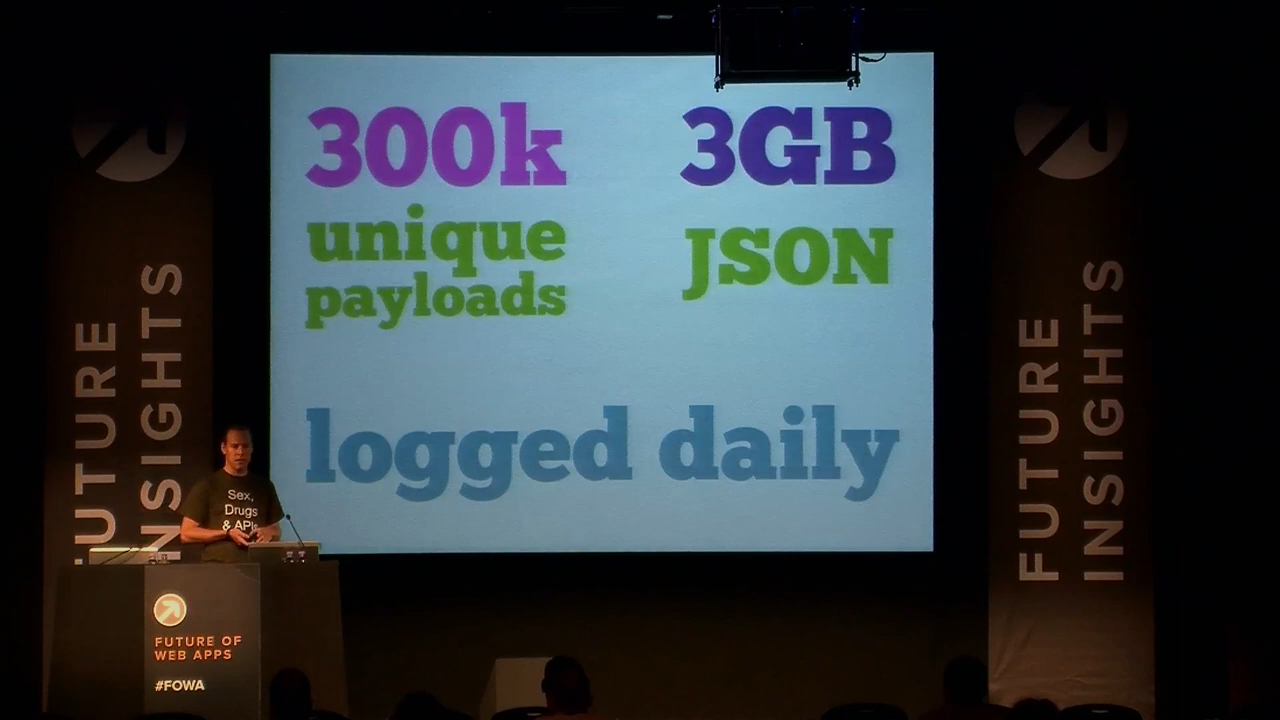 300k
unique
payloads
3GB
JSON
logged daily
FUTURE
INSIGHTS
Sex,
Drugs
& APIs
FUTURE OF
WEB APPS
#FOWA
FUTURE
INSIGHTS